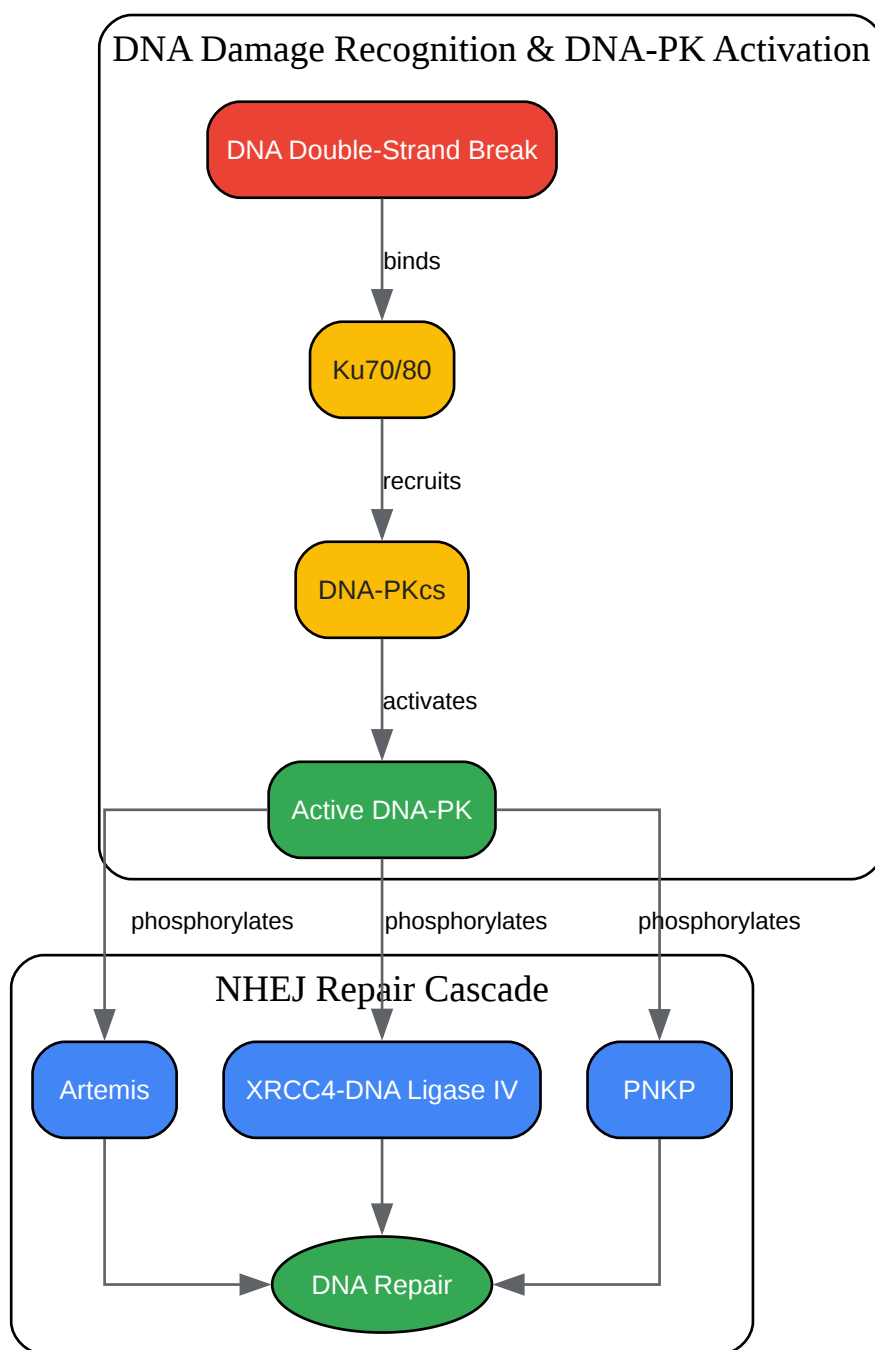 DNA Damage Recognition & DNA-PK Activation
DNA Double-Strand Break
binds
Ku70/80
recruits
DNA-PKcs
activates
Active DNA-PK
phosphorylates
phosphorylates
phosphorylates
NHEJ Repair Cascade
Artemis
XRCC4-DNA Ligase IV
PNKP
DNA Repair